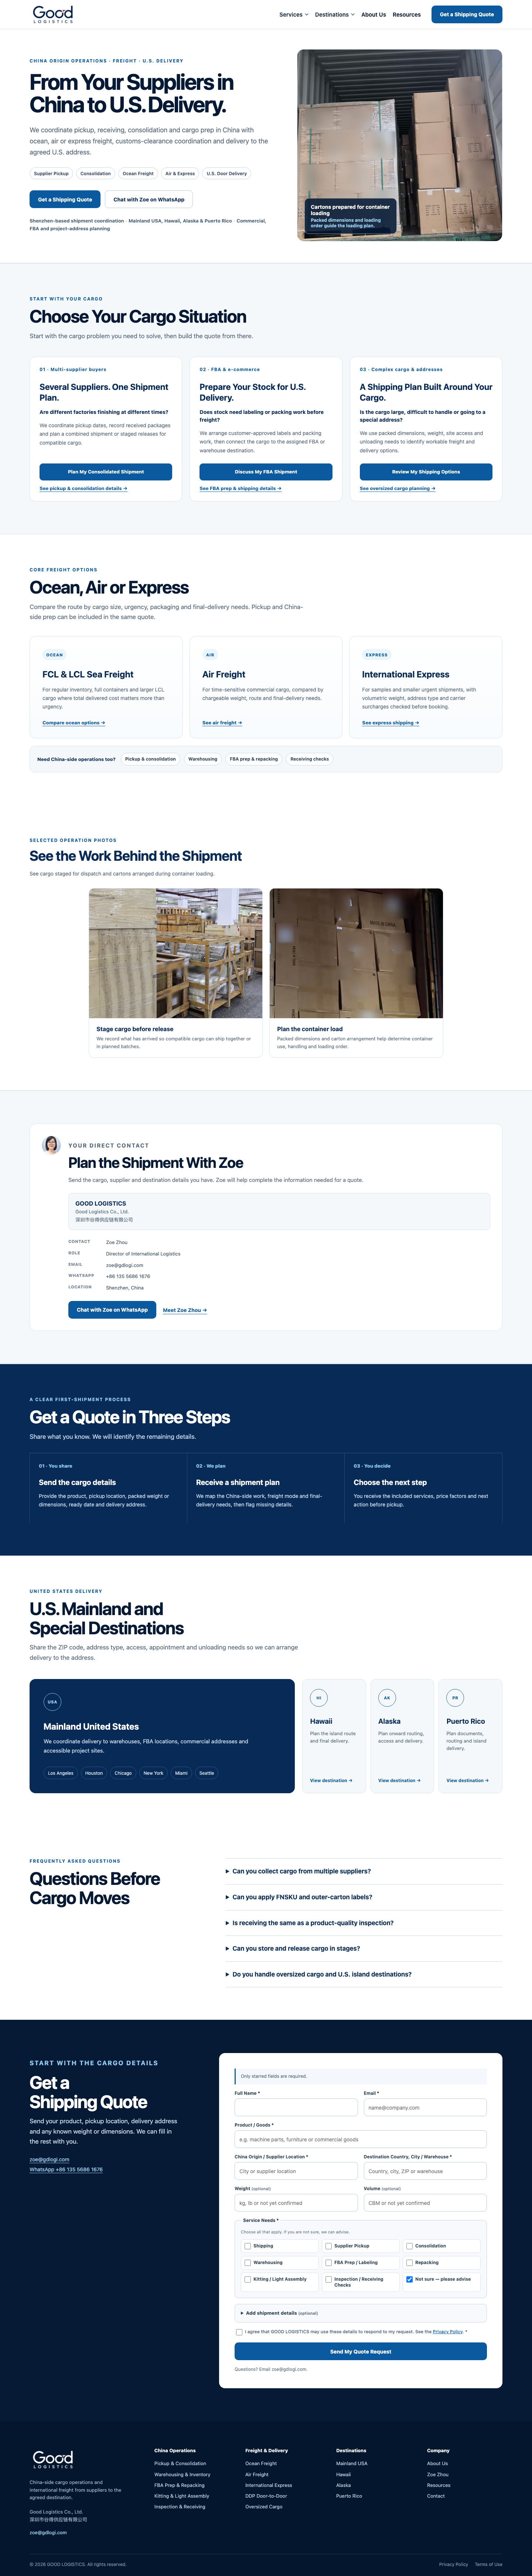 Good
LOGISTICS
Services
Destinations
About Us
Resources
Get a Shipping Quote
CHINA ORIGIN OPERATIONS · FREIGHT · U.S. DELIVERY
From Your Suppliers in
China to U.S. Delivery.
We coordinate pickup, receiving, consolidation and cargo prep in China with
ocean, air or express freight, customs-clearance coordination and delivery to the
agreed U.S. address.
Supplier Pickup
Consolidation
Ocean Freight
Air & Express
U.S. Door Delivery
Get a Shipping Quote
Chat with Zoe on WhatsApp
Shenzhen-based shipment coordination · Mainland USA, Hawaii, Alaska & Puerto Rico · Commercial,
FBA and project-address planning
Cartons prepared for container
loading
Packed dimensions and loading
order guide the loading plan.
START WITH YOUR CARGO
Choose Your Cargo Situation
Start with the cargo problem you need to solve, then build the quote from there.
01 · Multi-supplier buyers
Several Suppliers. One Shipment
Plan.
Are different factories finishing at different times?
We coordinate pickup dates, record received packages
and plan a combined shipment or staged releases for
compatible cargo.
Plan My Consolidated Shipment
See pickup & consolidation details →
02 · FBA & e-commerce
Prepare Your Stock for U.S.
Delivery.
Does stock need labeling or packing work before
freight?
We arrange customer-approved labels and packing
work, then connect the cargo to the assigned FBA or
warehouse destination.
Discuss My FBA Shipment
See FBA prep & shipping details →
03 · Complex cargo & addresses
A Shipping Plan Built Around Your
Cargo.
Is the cargo large, difficult to handle or going to a
special address?
We use packed dimensions, weight, site access and
unloading needs to identify workable freight and
delivery options.
Review My Shipping Options
See oversized cargo planning →
CORE FREIGHT OPTIONS
Ocean, Air or Express
Compare the route by cargo size, urgency, packaging and final-delivery needs. Pickup and China-
side prep can be included in the same quote.
OCEAN
FCL & LCL Sea Freight
For regular inventory, full containers and larger LCL
cargo where total delivered cost matters more than
urgency.
Compare ocean options →
AIR
Air Freight
For time-sensitive commercial cargo, compared by
chargeable weight, route and final-delivery needs.
See air freight →
EXPRESS
International Express
For samples and smaller urgent shipments, with
volumetric weight, address type and carrier
surcharges checked before booking.
See express shipping →
Need China-side operations too?
Pickup & consolidation
Warehousing
FBA prep & repacking
Receiving checks
SELECTED OPERATION PHOTOS
See the Work Behind the Shipment
See cargo staged for dispatch and cartons arranged during container loading.
Stage cargo before release
We record what has arrived so compatible cargo can ship together or
in planned batches.
Plan the container load
Packed dimensions and carton arrangement help determine container
use, handling and loading order.
YOUR DIRECT CONTACT
Plan the Shipment With Zoe
Send the cargo, supplier and destination details you have. Zoe will help complete the information needed for a quote.
GOOD LOGISTICS
Good Logistics Co., Ltd.
CONTACT
Zoe Zhou
ROLE
Director of International Logistics
EMAIL
zoe@gdlogi.com
WHATSAPP
+86 135 5686 1676
LOCATION
Shenzhen, China
Chat with Zoe on WhatsApp
Meet Zoe Zhou →
A CLEAR FIRST-SHIPMENT PROCESS
Get a Quote in Three Steps
Share what you know. We will identify the remaining details.
01 · You share
Send the cargo details
Provide the product, pickup location, packed weight or
dimensions, ready date and delivery address.
02 · We plan
Receive a shipment plan
We map the China-side work, freight mode and final-
delivery needs, then flag missing details.
03 · You decide
Choose the next step
You receive the included services, price factors and next
action before pickup.
UNITED STATES DELIVERY
U.S. Mainland and
Special Destinations
Share the ZIP code, address type, access, appointment and unloading needs so we can arrange
delivery to the address.
USA
Mainland United States
We coordinate delivery to warehouses, FBA locations, commercial addresses and
accessible project sites.
Los Angeles
Houston
Chicago
New York
Miami
Seattle
HI
Hawaii
Plan the island route
and final delivery.
View destination →
AK
Alaska
Plan onward routing,
access and delivery.
View destination →
PR
Puerto Rico
Plan documents,
routing and island
delivery.
View destination →
FREQUENTLY ASKED QUESTIONS
Questions Before
Cargo Moves
Can you collect cargo from multiple suppliers?
Can you apply FNSKU and outer-carton labels?
Is receiving the same as a product-quality inspection?
Can you store and release cargo in stages?
Do you handle oversized cargo and U.S. island destinations?
START WITH THE CARGO DETAILS
Get a
Shipping Quote
Send your product, pickup location, delivery address
and any known weight or dimensions. We can fill in
the rest with you.
zoe@gdlogi.com
WhatsApp +86 135 5686 1676
Only starred fields are required.
Full Name *
Email *
name@company.com
Product / Goods *
e.g. machine parts, furniture or commercial goods
China Origin / Supplier Location *
City or supplier location
Destination Country, City / Warehouse *
Country, city, ZIP or warehouse
Weight (optional)
kg, lb or not yet confirmed
Volume (optional)
CBM or not yet confirmed
Service Needs *
Choose all that apply. If you are not sure, we can advise.
Shipping
Supplier Pickup
Consolidation
Warehousing
FBA Prep / Labeling
Repacking
Kitting / Light Assembly
Inspection / Receiving
Checks
Not sure — please advise
Add shipment details (optional)
I agree that GOOD LOGISTICS may use these details to respond to my request. See the Privacy Policy. *
Send My Quote Request
Questions? Email zoe@gdlogi.com.
Good
LOGISTICS
China-side cargo operations and
international freight from suppliers to the
agreed destination.
Good Logistics Co., Ltd.
zoe@gdlogi.com
China Operations
Pickup & Consolidation
Warehousing & Inventory
FBA Prep & Repacking
Kitting & Light Assembly
Inspection & Receiving
Freight & Delivery
Ocean Freight
Air Freight
International Express
DDP Door-to-Door
Oversized Cargo
Destinations
Mainland USA
Hawaii
Alaska
Puerto Rico
Company
About Us
Zoe Zhou
Resources
Contact
© 2026 GOOD LOGISTICS. All rights reserved.
Privacy Policy
Terms of Use